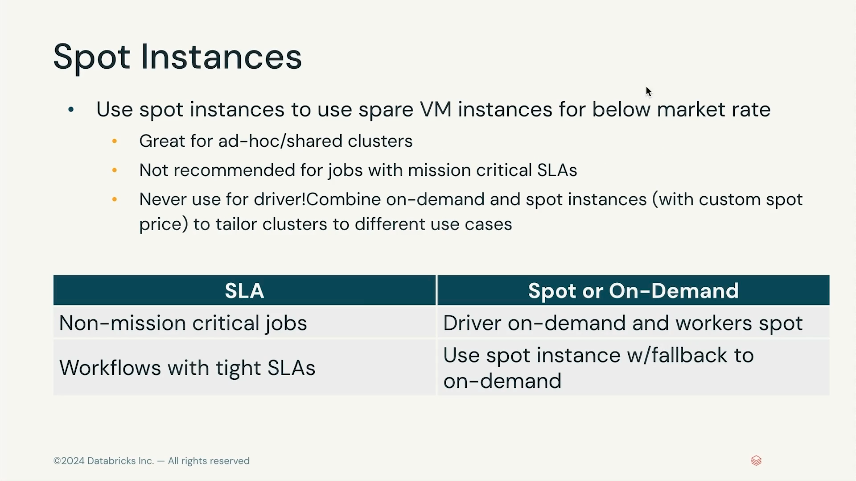 Spot Instances
• Use spot instances to use spare VM instances for below market rate
• Great for ad-hoc/shared clusters
• Not recommended for jobs with mission critical SLAs
• Never use for driver!Combine on-demand and spot instances (with custom spot
price) to tailor clusters to different use cases
SLA Spot or On-Demand
Non-mission critical jobs Driver on-demand and workers spot
Workflows with tight SLAs Use spot instance w/fallback to
on-demand
©2024 Databricks Inc. — All rights reserved